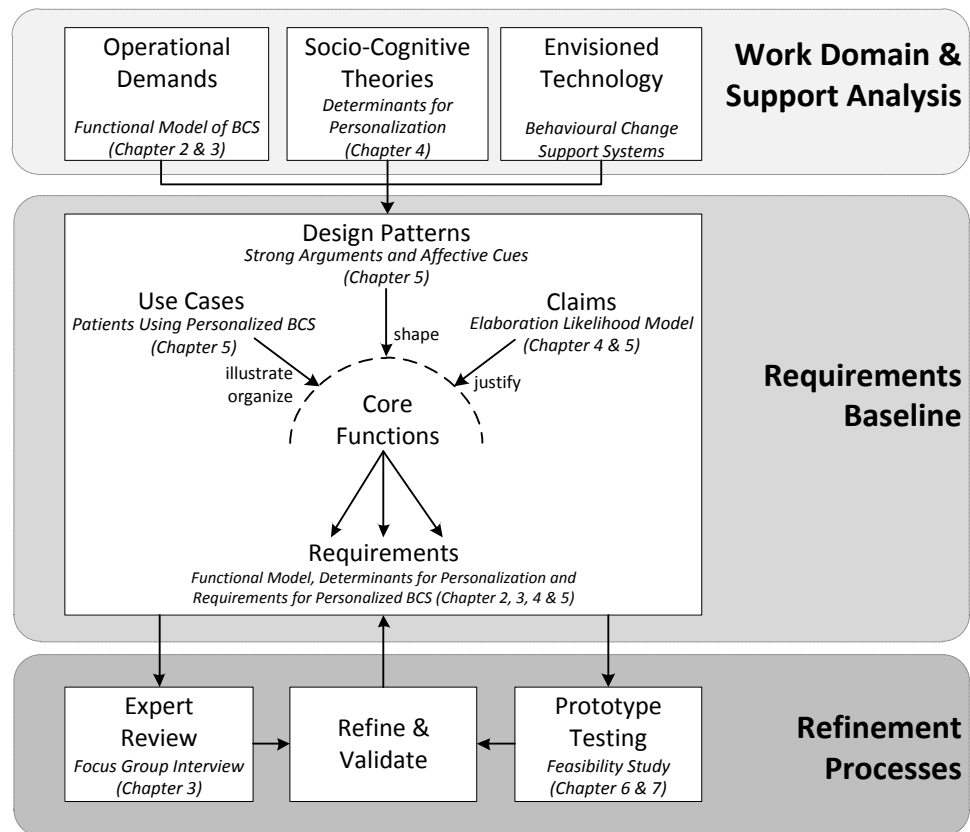 Operational
Demands
Functional Model of BCS
(Chapter 2 & 3)
Socio-Cognitive
Theories
Determinants for
Personalization
(Chapter 4)
Envisioned
Technology
Behavioural Change
Support Systems
Work Domain &
Support Analysis
Design Patterns
Strong Arguments and Affective Cues
(Chapter 5)
Use Cases
Patients Using Personalized BCS
(Chapter 5)
Claims
Elaboration Likelihood Model
(Chapter 4 & 5)
shape
illustrate
organize
justify
Core
Functions
Requirements
Functional Model, Determinants for Personalization and
Requirements for Personalized BCS (Chapter 2, 3, 4 & 5)
Requirements
Baseline
Expert
Review
Focus Group Interview
(Chapter 3)
Refine &
Validate
Prototype
Testing
Feasibility Study
(Chapter 6 & 7)
Refinement
Processes